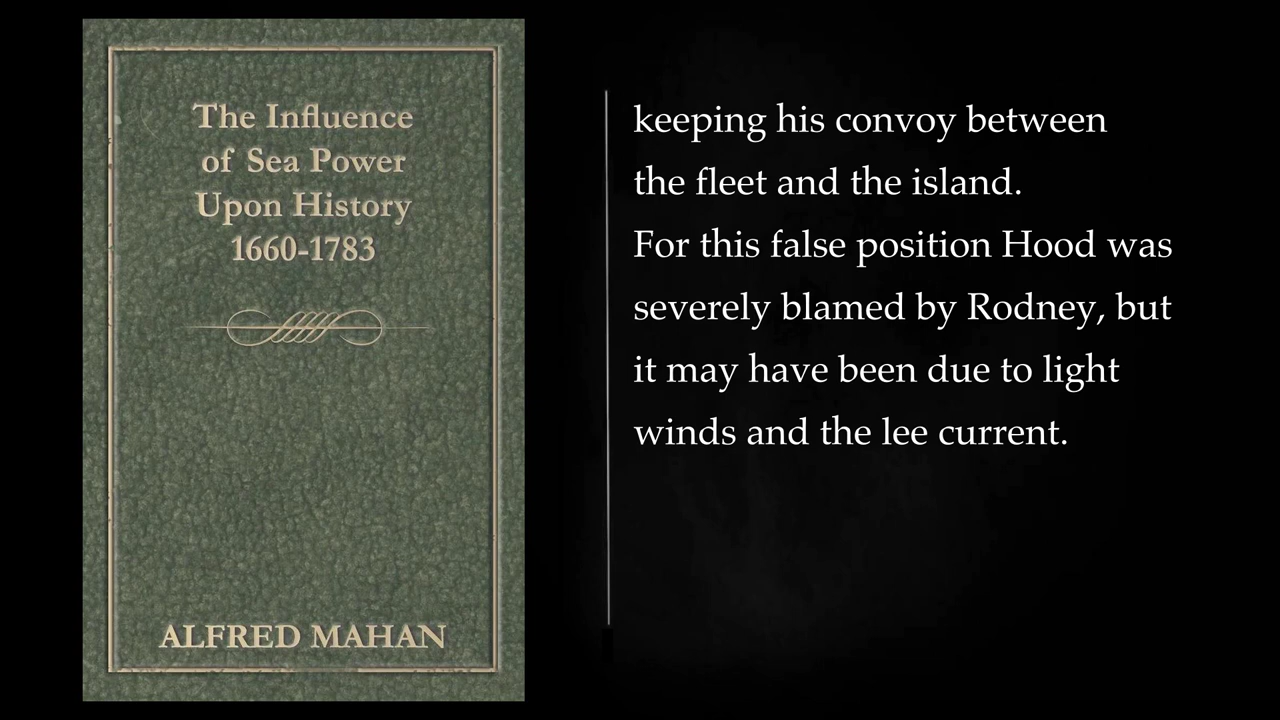 The Influence
of Sea Power
Upon History
1660-1783
ALFRED MAHAN
keeping his convoy between
the fleet and the island.
For this false position Hood was
severely blamed by Rodney, but
it may have been due to light
winds and the lee current.